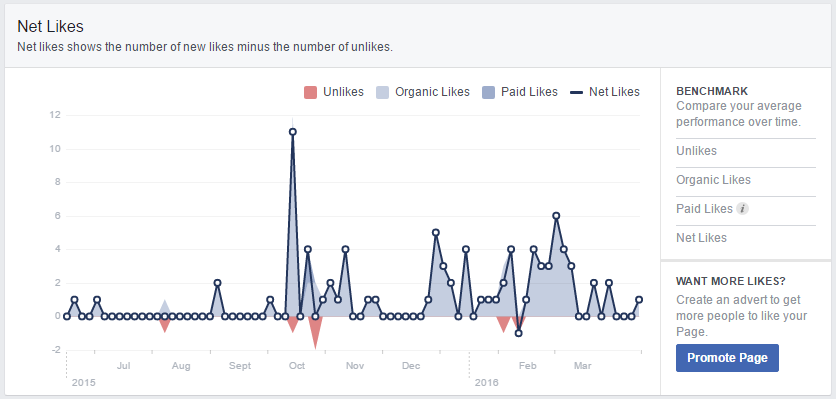 Net Likes
Net likes shows the number of new likes minus the number of unlikes.
Unlikes Organic Likes Paid Likes Net Likes
12
10
8
6
4
2
0
-2
Jul Aug Sept Oct Nov Dec Feb Mar
2015 2016
BENCHMARK
Compare your average
performance over time.
Unlikes
Organic Likes
Paid Likes i
Net Likes
WANT MORE LIKES?
Create an advert to get
more people to like your
Page.
Promote Page